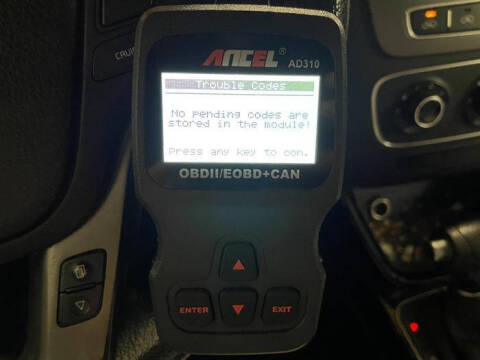 CRUISE
ANCEL®
AD310
Trouble Codes
No pending codes are
stored in the module!
Press any key to con.
OBDII/EOBD+CAN
ENTER
EXIT